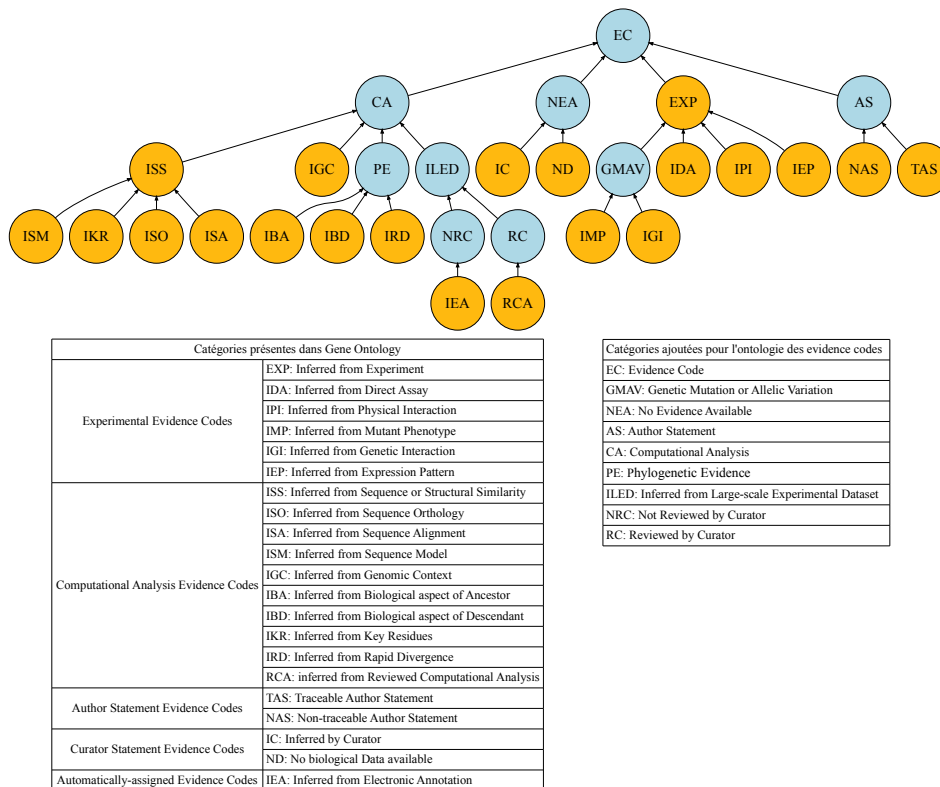 EC
CA
NEA
EXP
AS
ISS
IGC
PE
ILED
IC
ND
GMAV
IDA
IPI
IEP
NAS
TAS
ISM
IKR
ISO
ISA
IBA
IBD
IRD
NRC
RC
IMP
IGI
IEA
RCA
Catégories présentes dans Gene Ontology
Experimental Evidence Codes
EXP: Inferred from Experiment
IDA: Inferred from Direct Assay
IPI: Inferred from Physical Interaction
IMP: Inferred from Mutant Phenotype
IGI: Inferred from Genetic Interaction
IEP: Inferred from Expression Pattern
Computational Analysis Evidence Codes
ISS: Inferred from Sequence or Structural Similarity
ISO: Inferred from Sequence Orthology
ISA: Inferred from Sequence Alignment
ISM: Inferred from Sequence Model
IGC: Inferred from Genomic Context
IBA: Inferred from Biological aspect of Ancestor
IBD: Inferred from Biological aspect of Descendant
IKR: Inferred from Key Residues
IRD: Inferred from Rapid Divergence
RCA: inferred from Reviewed Computational Analysis
Author Statement Evidence Codes
TAS: Traceable Author Statement
NAS: Non-traceable Author Statement
Curator Statement Evidence Codes
IC: Inferred by Curator
ND: No biological Data available
Automatically-assigned Evidence Codes
IEA: Inferred from Electronic Annotation
Catégories ajoutées pour l'ontologie des evidence codes
EC: Evidence Code
GMAV: Genetic Mutation or Allelic Variation
NEA: No Evidence Available
AS: Author Statement
CA: Computational Analysis
PE: Phylogenetic Evidence
ILED: Inferred from Large-scale Experimental Dataset
NRC: Not Reviewed by Curator
RC: Reviewed by Curator